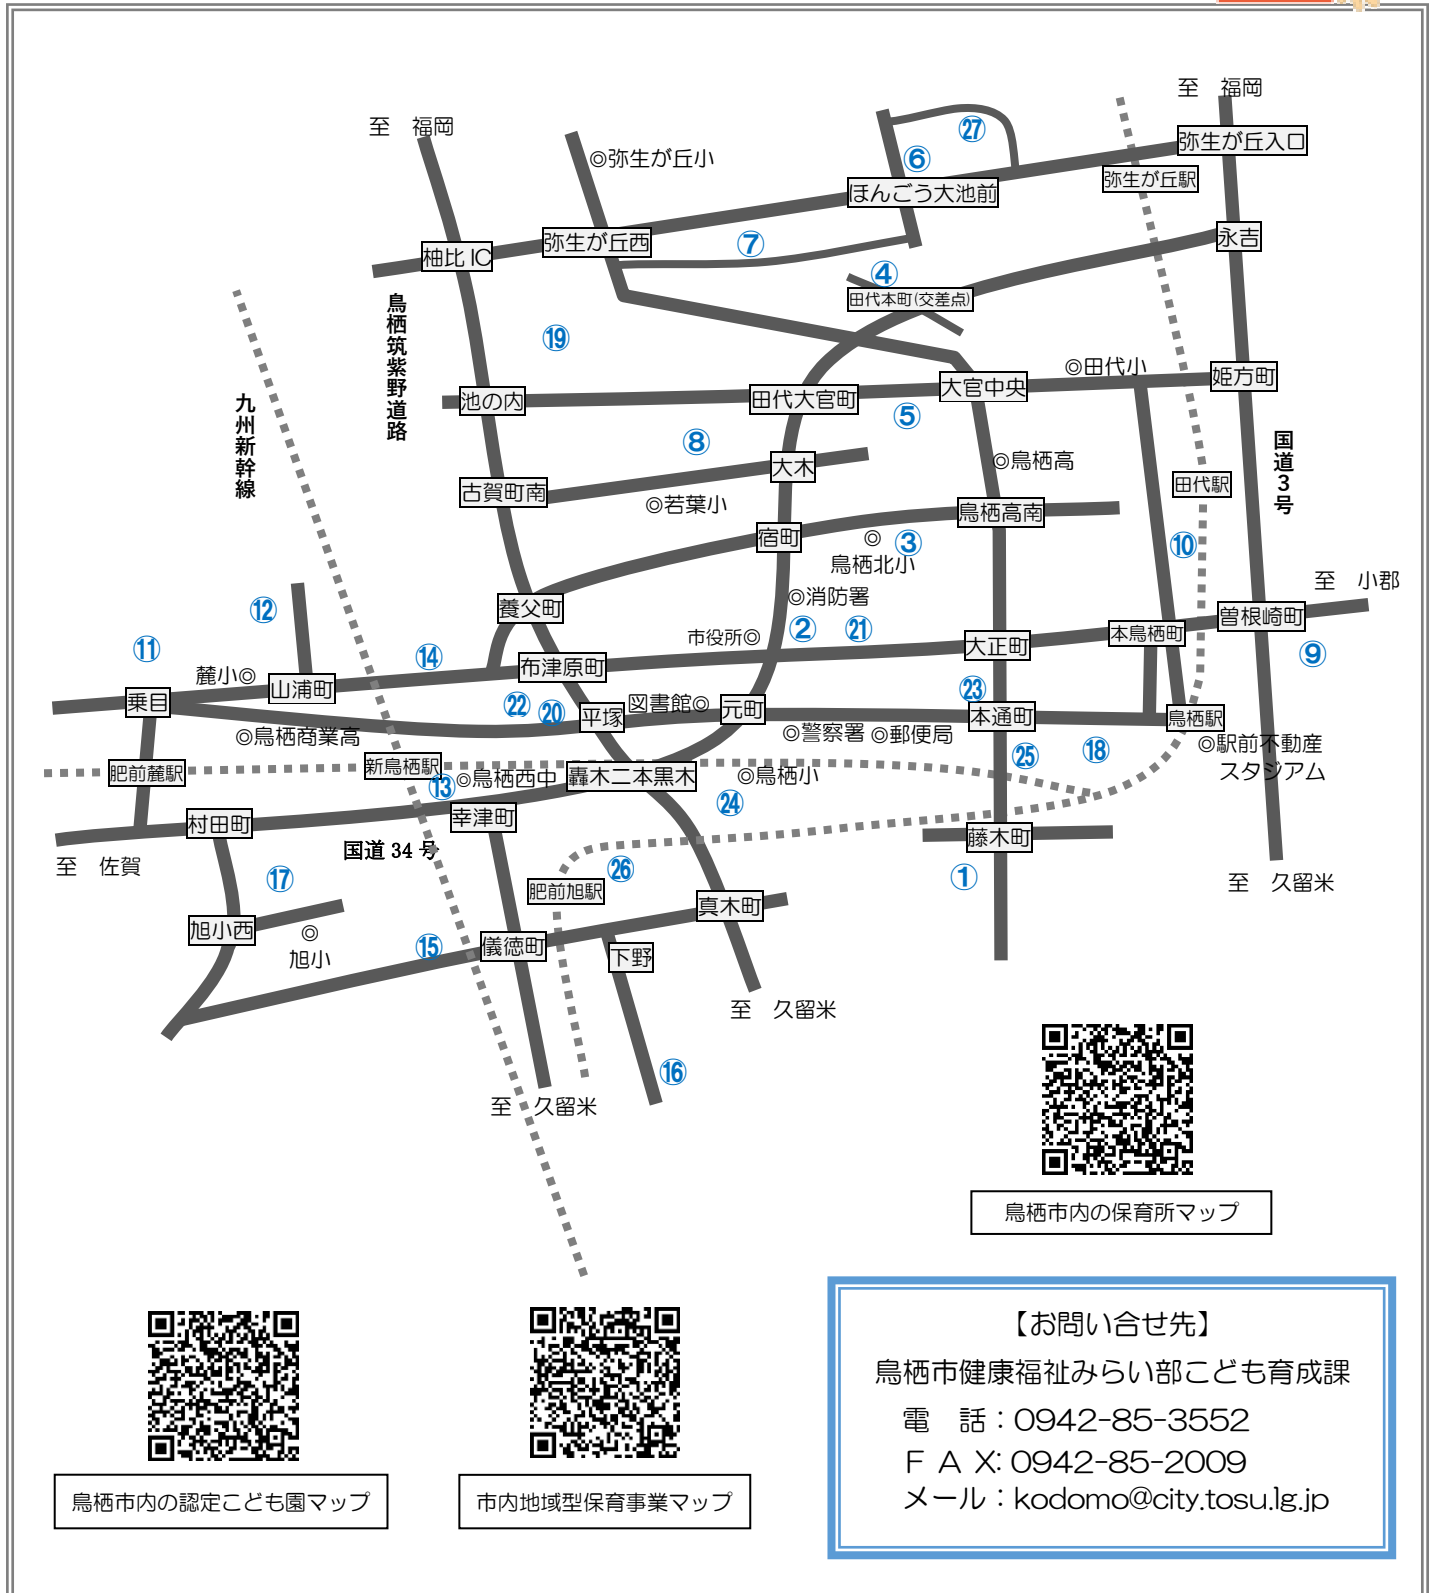 至　福岡
至　福岡
㉗
弥生が丘入口
◎弥生が丘小
⑥
弥生が丘駅
ほんごう大池前
弥生が丘西
⑦
永吉
柚比 IC
④
田代本町(交差点)
鳥栖筑紫野道路
⑲
◎田代小
姫方町
大官中央
池の内
田代大官町
九州新幹線
⑤
⑧
国道3号
大木
◎鳥栖高
田代駅
古賀町南
◎若葉小
鳥栖高南
宿町
◎
鳥栖北小
③
⑩
至　小郡
⑫
養父町
◎消防署
曽根崎町
②
㉑
市役所◎
本鳥栖町
大正町
⑪
⑭
布津原町
⑨
麓小◎
山浦町
㉓
乗目
㉒
⑳
図書館◎
平塚
元町
本通町
鳥栖駅
◎鳥栖商業高
◎警察署
◎郵便局
㉕
⑱
◎駅前不動産
スタジアム
肥前麓駅
新鳥栖駅
⑬
◎鳥栖西中
轟木二本黒木
◎鳥栖小
㉔
村田町
幸津町
藤木町
国道 34 号
至　佐賀
⑰
㉖
①
至　久留米
肥前旭駅
真木町
旭小西
◎
旭小
⑮
儀徳町
下野
至　久留米
⑯
至　久留米
鳥栖市内の保育所マップ
【お問い合せ先】
鳥栖市健康福祉みらい部こども育成課
電　話：0942-85-3552
ＦＡＸ: 0942-85-2009
メール：kodomo@city.tosu.lg.jp
鳥栖市内の認定こども園マップ
市内地域型保育事業マップ